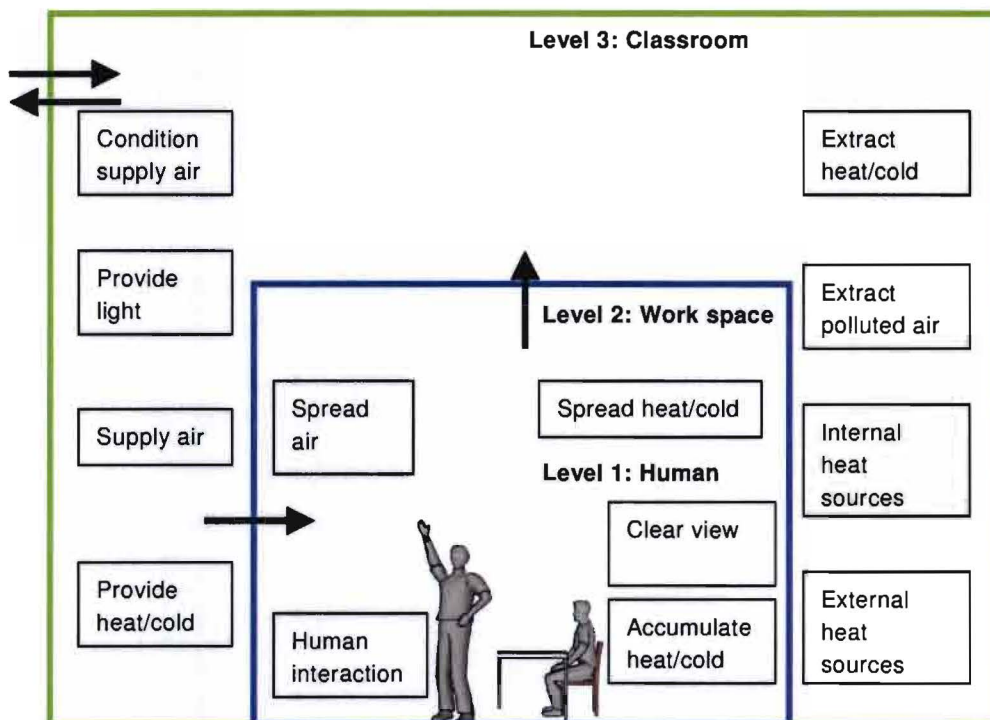 Level 3: Classroom
Condition
supply air
Extract
heat/cold
Provide
light
Extract
polluted air
Level 2: Work space
Spread
air
Spread heat/cold
Supply air
Internal
heat
sources
Level 1: Human
Clear view
Provide
heat/cold
Human
interaction
Accumulate
heat/cold
External
heat
sources